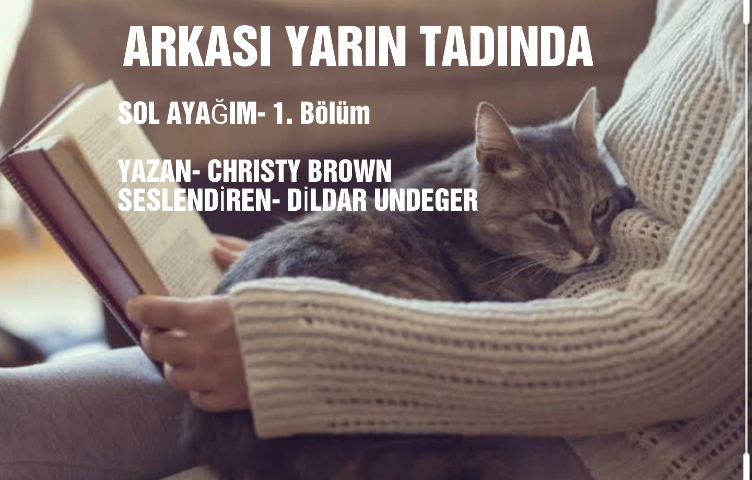 ARKASI YARIN TADINDA
SOL AYAĞIM- 1. Bölüm
YAZAN- CHRISTY BROWN
SESLENDİREN- DİLDAR UNDEGER